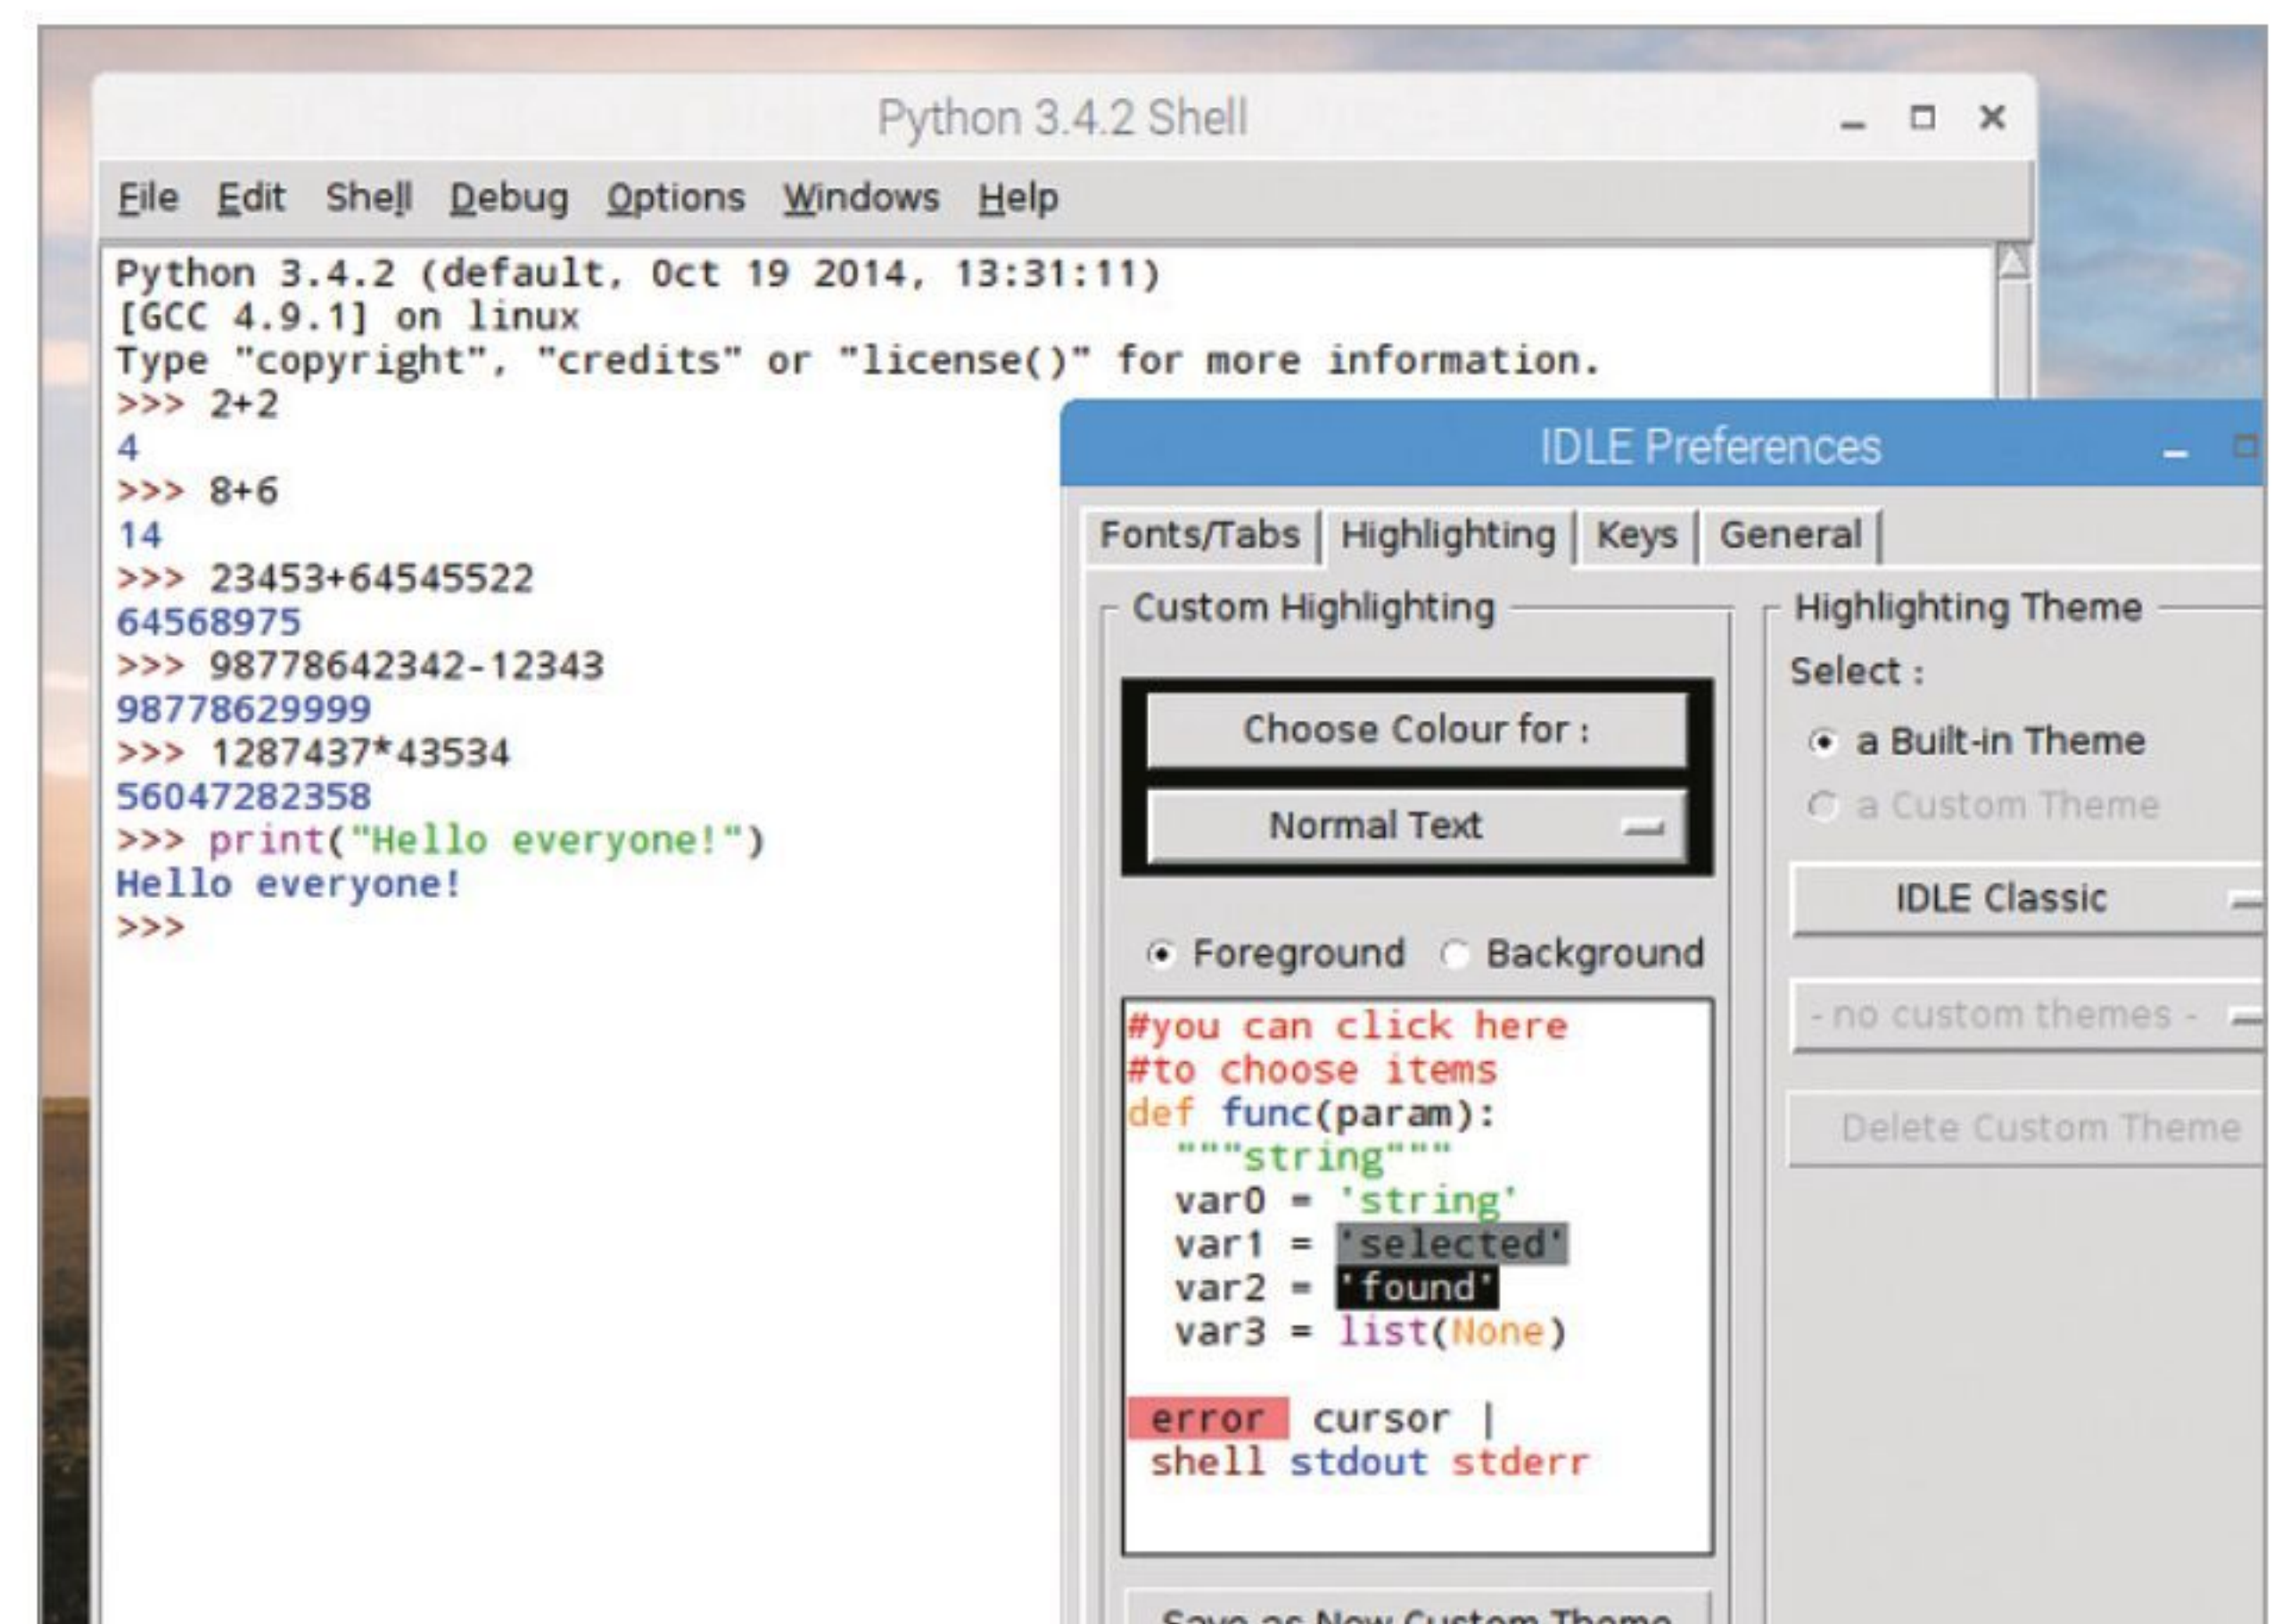 Python 3.4.2 Shell
File Edit Shell Debug Options Windows Help
Python 3.4.2 (default, Oct 19 2014, 13:31:11)
[GCC 4.9.1] on linux
Type "copyright", "credits" or "license()" for more information.
>>> 2+2
4
>>> 8+6
14
>>> 23453+64545522
64568975
>>> 98778642342-12343
98778629999
>>> 1287437*43534
56047282358
>>> print("Hello everyone!")
Hello everyone!
>>>
IDLE Preferences
Fonts/Tabs Highlighting Keys General
Custom Highlighting
Choose Colour for :
Normal Text
Foreground Background
#you can click here
#to choose items
def func(param):
"""string"""
var0 = 'string'
var1 = 'selected'
var2 = 'found'
var3 = list(None)
error cursor |
shell stdout stderr
Save as New Custom Theme
Highlighting Theme
Select :
a Built-in Theme
a Custom Theme
IDLE Classic
- no custom themes -
Delete Custom Theme